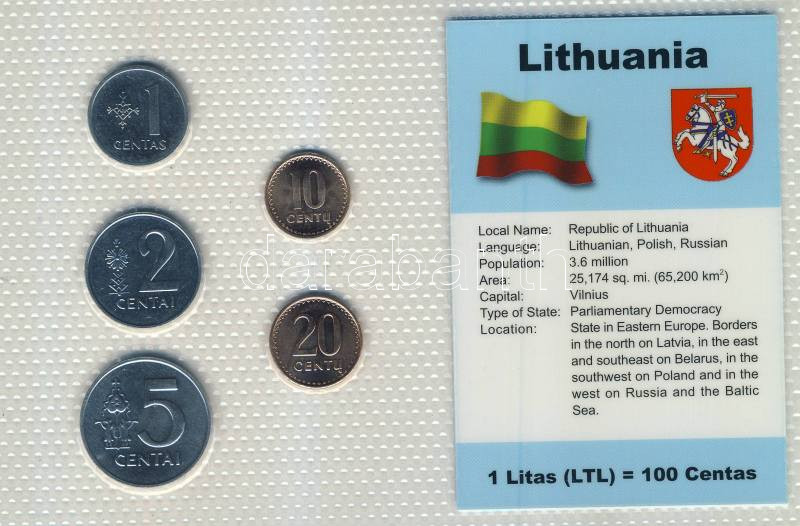 1
CENTAS
2
CENTAI
5
CENTAI
10
CENTŲ
20
CENTŲ
Lithuania
Local Name: Republic of Lithuania
Language: Lithuanian, Polish, Russian
Population: 3.6 million
Area: 25,174 sq. mi. (65,200 km²)
Capital: Vilnius
Type of State: Parliamentary Democracy
Location: State in Eastern Europe. Borders
in the north on Latvia, in the east
and southeast on Belarus, in the
southwest on Poland and in the
west on Russia and the Baltic
Sea.
1 Litas (LTL) = 100 Centas